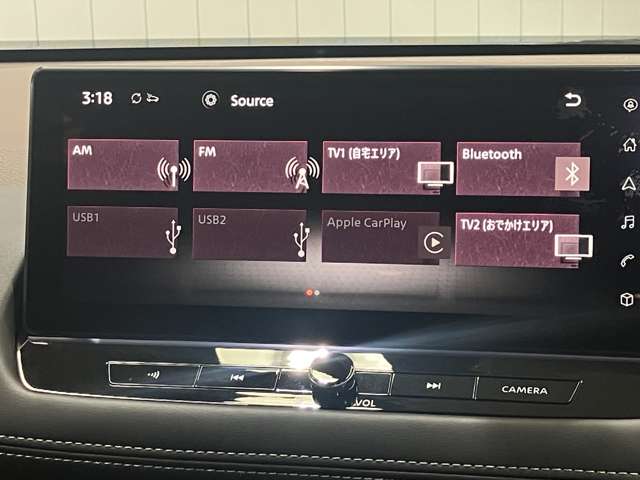 3:18 Source
AM FM TV1 (自宅エリア) Bluetooth
USB1 USB2 Apple CarPlay TV2 (おでかけエリア)
CAMERA
VOL